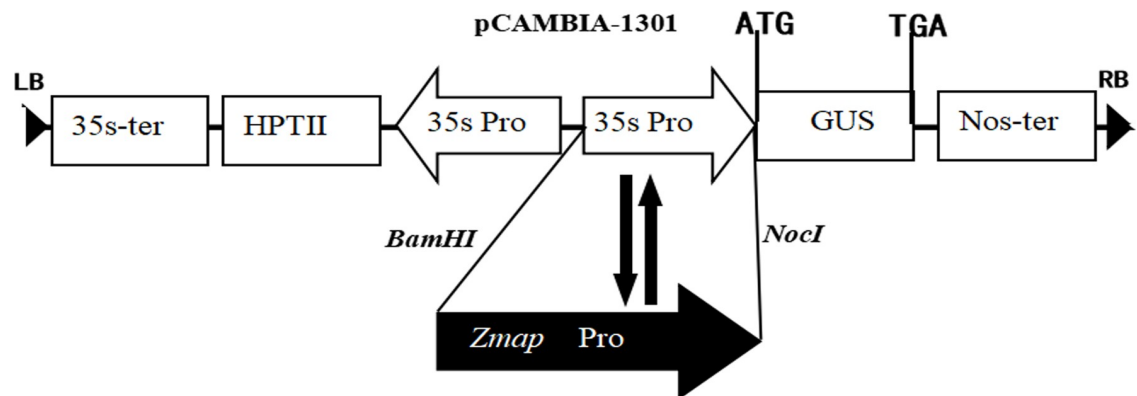 pCAMBIA-1301
ATG
TGA
LB
RB
35s-ter
HPTII
35s Pro
35s Pro
GUS
Nos-ter
BamHI
NocI
Zmap Pro